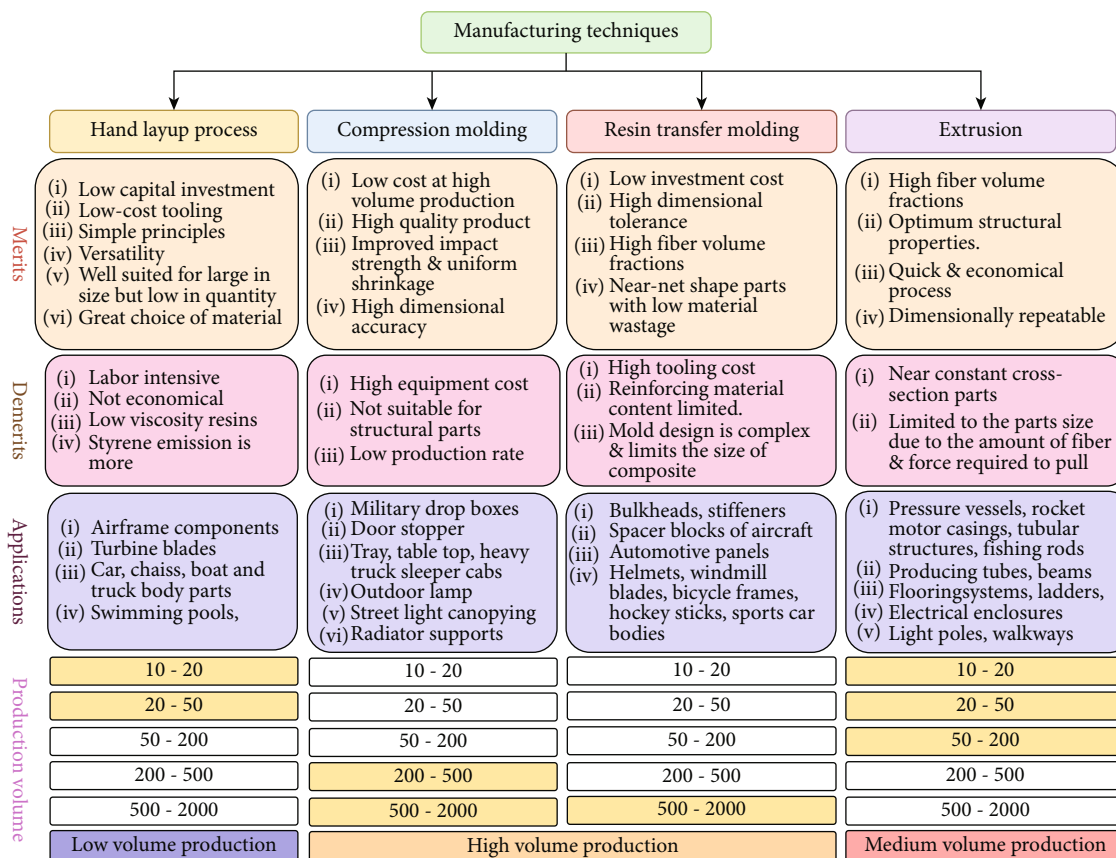 Manufacturing techniques
Hand layup process
Compression molding
Resin transfer molding
Extrusion
Merits
(i) Low capital investment
(ii) Low-cost tooling
(iii) Simple principles
(iv) Versatility
(v) Well suited for large in
size but low in quantity
(vi) Great choice of material
(i) Low cost at high
volume production
(ii) High quality product
(iii) Improved impact
strength & uniform
shrinkage
(iv) High dimensional
accuracy
(i) Low investment cost
(ii) High dimensional
tolerance
(iii) High fiber volume
fractions
(iv) Near-net shape parts
with low material
wastage
(i) High fiber volume
fractions
(ii) Optimum structural
properties.
(iii) Quick & economical
process
(iv) Dimensionally repeatable
Demerits
(i) Labor intensive
(ii) Not economical
(iii) Low viscosity resins
(iv) Styrene emission is
more
(i) High equipment cost
(ii) Not suitable for
structural parts
(iii) Low production rate
(i) High tooling cost
(ii) Reinforcing material
content limited.
(iii) Mold design is complex
& limits the size of
composite
(i) Near constant cross-
section parts
(ii) Limited to the parts size
due to the amount of fiber
& force required to pull
Applications
(i) Airframe components
(ii) Turbine blades
(iii) Car, chaiss, boat and
truck body parts
(iv) Swimming pools,
(i) Military drop boxes
(ii) Door stopper
(iii) Tray, table top, heavy
truck sleeper cabs
(iv) Outdoor lamp
(v) Street light canopying
(vi) Radiator supports
(i) Bulkheads, stiffeners
(ii) Spacer blocks of aircraft
(iii) Automotive panels
(iv) Helmets, windmill
blades, bicycle frames,
hockey sticks, sports car
bodies
(i) Pressure vessels, rocket
motor casings, tubular
structures, fishing rods
(ii) Producing tubes, beams
(iii) Flooringsystems, ladders,
(iv) Electrical enclosures
(v) Light poles, walkways
Production volume
10 - 20
10 - 20
10 - 20
10 - 20
20 - 50
20 - 50
20 - 50
20 - 50
50 - 200
50 - 200
50 - 200
50 - 200
200 - 500
200 - 500
200 - 500
200 - 500
500 - 2000
500 - 2000
500 - 2000
500 - 2000
Low volume production
High volume production
Medium volume production